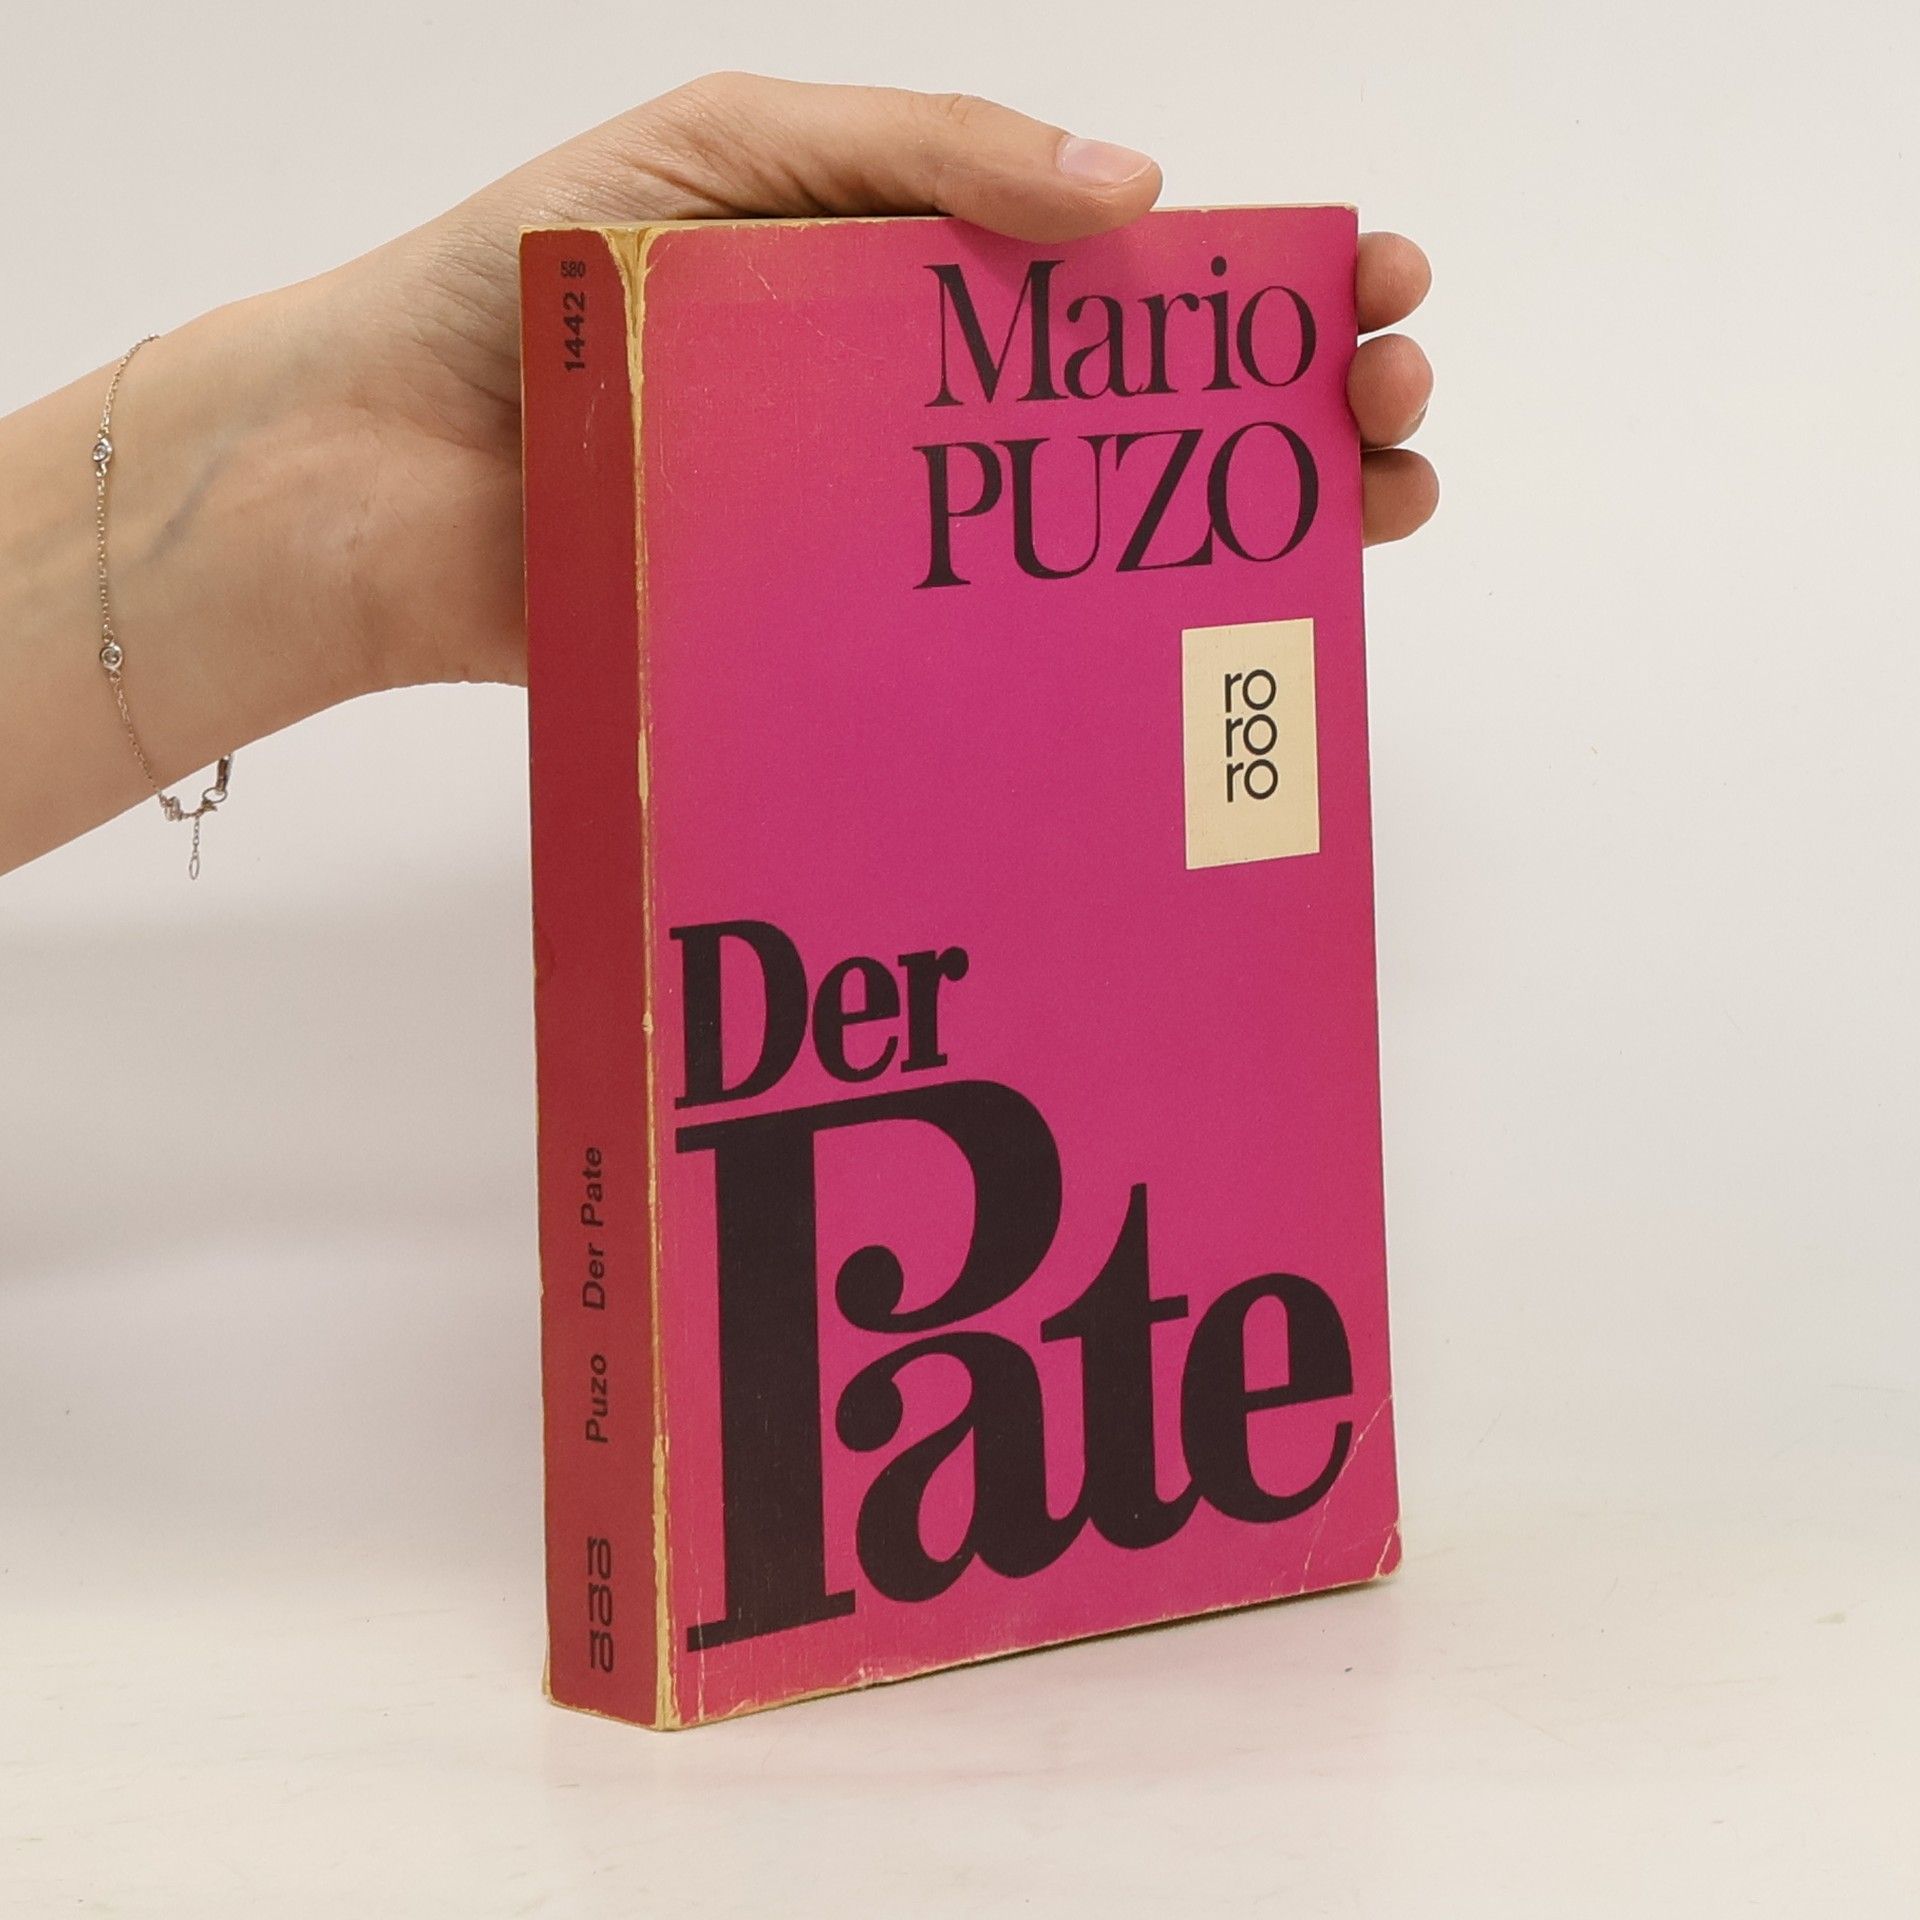 580
1442
Puzo Der Pate
ro
ro
ro
Mario
PUZO
ro
ro
ro
Der
Pate